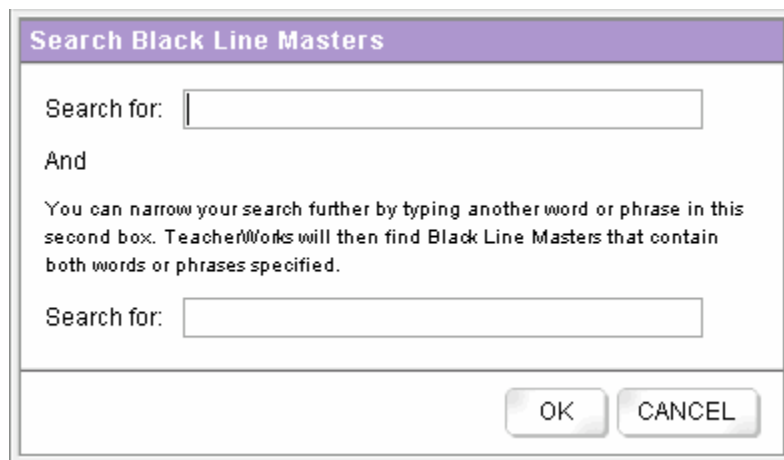 Search Black Line Masters
Search for:
And
You can narrow your search further by typing another word or phrase in this
second box. TeacherWorks will then find Black Line Masters that contain
both words or phrases specified.
Search for:
OK CANCEL